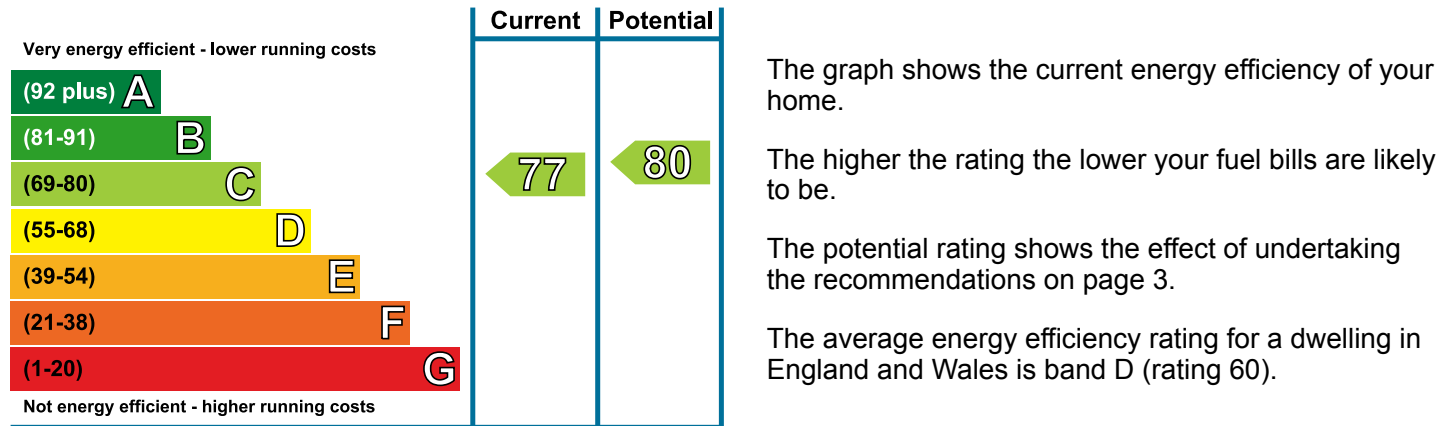 Current Potential
Very energy efficient - lower running costs
(92 plus) A
(81-91) B
(69-80) C
(55-68) D
(39-54) E
(21-38) F
(1-20) G
Not energy efficient - higher running costs
77
80
The graph shows the current energy efficiency of your
home.
The higher the rating the lower your fuel bills are likely
to be.
The potential rating shows the effect of undertaking
the recommendations on page 3.
The average energy efficiency rating for a dwelling in
England and Wales is band D (rating 60).